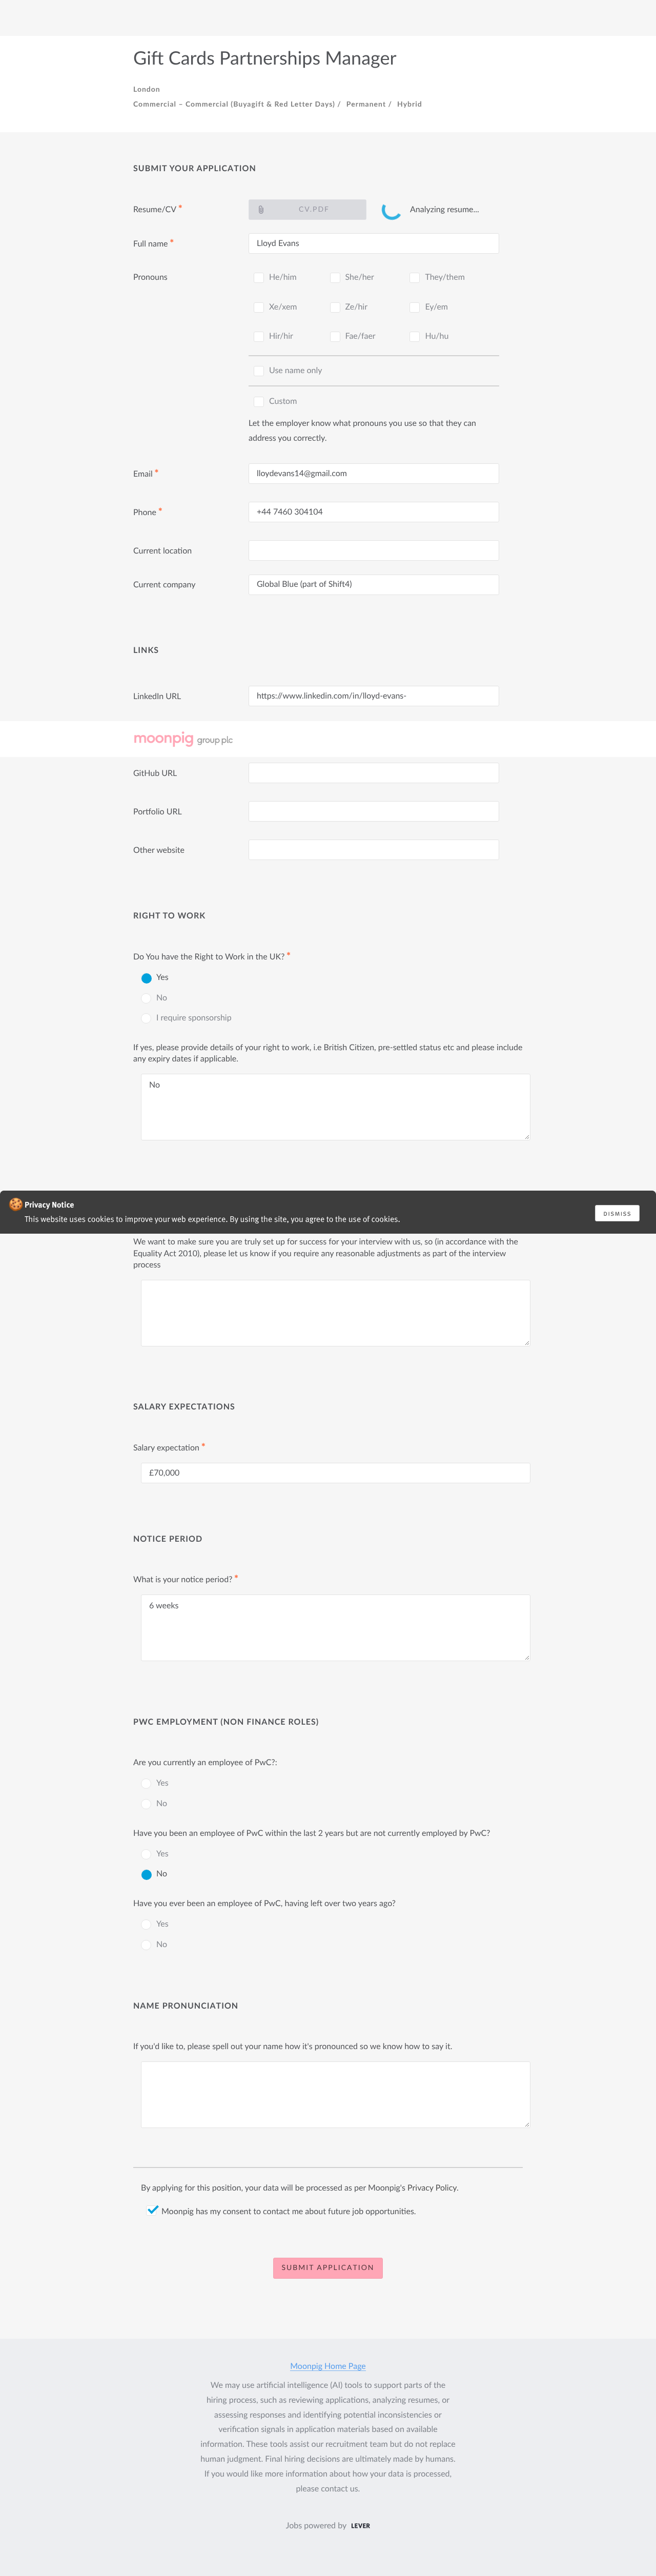 Gift Cards Partnerships Manager
London
Commercial – Commercial (Buyagift & Red Letter Days) / Permanent / Hybrid
SUBMIT YOUR APPLICATION
Resume/CV *
CV.PDF
Analyzing resume...
Full name *
Lloyd Evans
Pronouns
He/him
She/her
They/them
Xe/xem
Ze/hir
Ey/em
Hir/hir
Fae/faer
Hu/hu
Use name only
Custom
Let the employer know what pronouns you use so that they can
address you correctly.
Email *
lloydevans14@gmail.com
Phone *
+44 7460 304104
Current location
Current company
Global Blue (part of Shift4)
LINKS
LinkedIn URL
https://www.linkedin.com/in/lloyd-evans-
moonpig group plc
GitHub URL
Portfolio URL
Other website
RIGHT TO WORK
Do You have the Right to Work in the UK? *
Yes
No
I require sponsorship
If yes, please provide details of your right to work, i.e British Citizen, pre-settled status etc and please include
any expiry dates if applicable.
No
Privacy Notice
This website uses cookies to improve your web experience. By using the site, you agree to the use of cookies.
DISMISS
We want to make sure you are truly set up for success for your interview with us, so (in accordance with the
Equality Act 2010), please let us know if you require any reasonable adjustments as part of the interview
process
SALARY EXPECTATIONS
Salary expectation *
£70,000
NOTICE PERIOD
What is your notice period? *
6 weeks
PWC EMPLOYMENT (NON FINANCE ROLES)
Are you currently an employee of PwC?:
Yes
No
Have you been an employee of PwC within the last 2 years but are not currently employed by PwC?
Yes
No
Have you ever been an employee of PwC, having left over two years ago?
Yes
No
NAME PRONUNCIATION
If you'd like to, please spell out your name how it's pronounced so we know how to say it.
By applying for this position, your data will be processed as per Moonpig's Privacy Policy.
Moonpig has my consent to contact me about future job opportunities.
SUBMIT APPLICATION
Moonpig Home Page
We may use artificial intelligence (AI) tools to support parts of the
hiring process, such as reviewing applications, analyzing resumes, or
assessing responses and identifying potential inconsistencies or
verification signals in application materials based on available
information. These tools assist our recruitment team but do not replace
human judgment. Final hiring decisions are ultimately made by humans.
If you would like more information about how your data is processed,
please contact us.
Jobs powered by LEVER